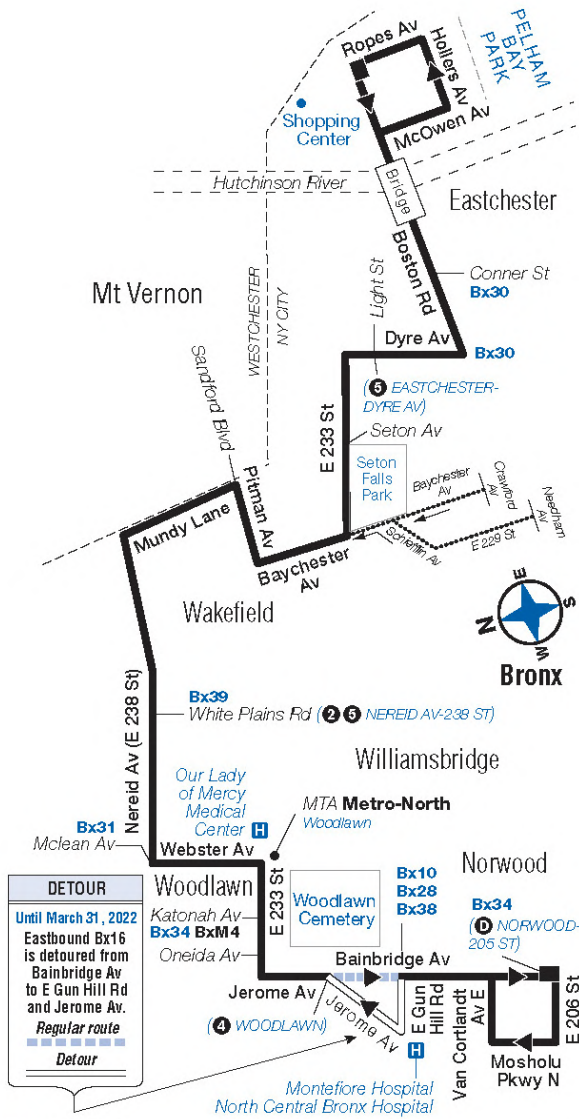 Ropes Av
Hollers Av
PELHAM
BAY
PARK
Shopping
Center
McOwen Av
Hutchinson River
Bridge
Eastchester
Boston Rd
Conner St
Bx30
Mt Vernon
WESTCHESTER
NY CITY
Light St
Dyre Av
Bx30
(5 EASTCHESTER-
DYRE AV)
Sandford Blvd
E 233 St
Seton Av
Seton
Falls
Park
Baychester
Av
Crawford
Av
Needham
Av
Pitman Av
Mundy Lane
Schiefflin Av
E 229 St
Baychester
Av
Wakefield
E
S
N
W
Bronx
Nereid Av (E 238 St)
Bx39
White Plains Rd (2 5 NEREID AV-238 ST)
Williamsbridge
Our Lady
of Mercy
Medical
Center H
MTA Metro-North
Woodlawn
Bx31
Mclean Av
Webster Av
E 233 St
Woodlawn
Katonah Av
Bx34 BxM4
Oneida Av
Woodlawn
Cemetery
Bx10
Bx28
Bx38
Norwood
Bx34
(D NORWOOD-
205 ST)
Bainbridge Av
Jerome Av
Jerome Av
(4 WOODLAWN)
E Gun
Hill Rd
Van Cortlandt
Av E
E 206 St
Mosholu
Pkwy N
H
Montefiore Hospital
North Central Bronx Hospital
DETOUR
Until March 31, 2022
Eastbound Bx16
is detoured from
Bainbridge Av
to E Gun Hill Rd
and Jerome Av.
Regular route
Detour